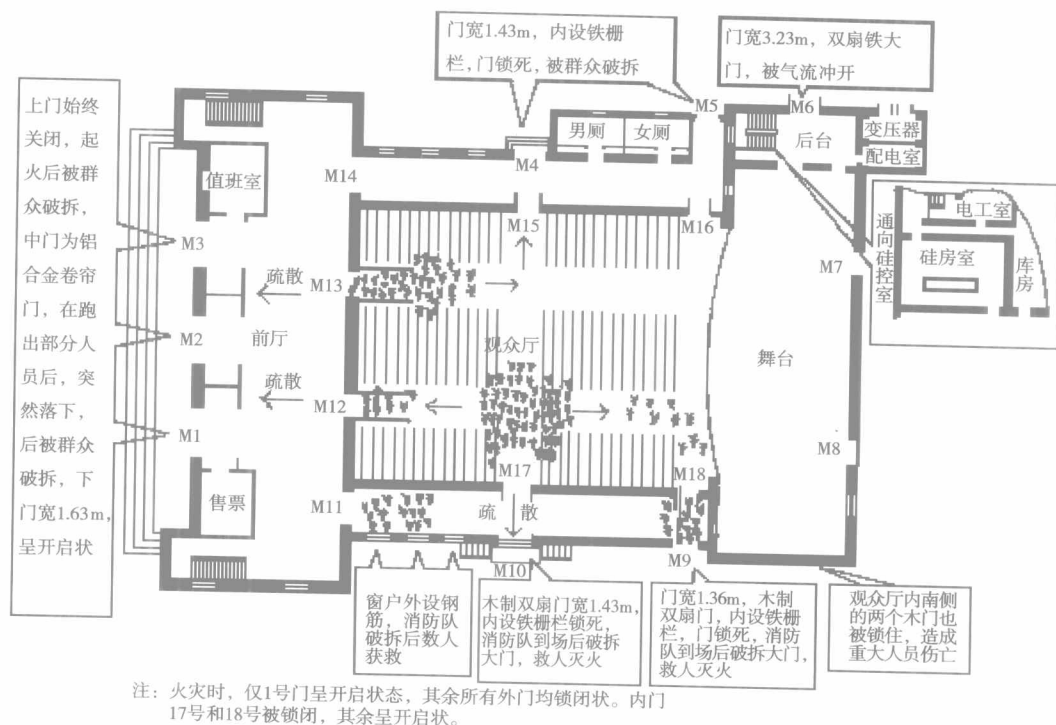 门宽1.43m，内设铁栅
栏，门锁死，被群众破拆
门宽3.23m，双扇铁大
门，被气流冲开
上门始终
关闭，起
火后被群
众破拆，
中门为铝
合金卷帘
门，在跑
出部分人
员后，突
然落下，
后被群众
破拆，下
门宽1.63m，
呈开启状
M5
M6
男厕
女厕
后台
变压器
配电室
M4
值班室
M14
M15
M16
通向硅控室
电工室
硅房室
库房
M3
疏散
M13
M7
M2
前厅
观众厅
舞台
疏散
M12
M1
M8
M17
M18
售票
M11
疏
散
M10
M9
窗户外设钢
筋，消防队
破拆后数人
获救
木制双扇门宽1.43m，
内设铁栅栏锁死，
消防队到场后破拆
大门，救人灭火
门宽1.36m，木制
双扇门，内设铁栅
栏，门锁死，消防
队到场后破拆大门，
救人灭火
观众厅内南侧
的两个木门也
被锁住，造成
重大人员伤亡
注：火灾时，仅1号门呈开启状态，其余所有外门均锁闭状。内门
17号和18号被锁闭，其余呈开启状。